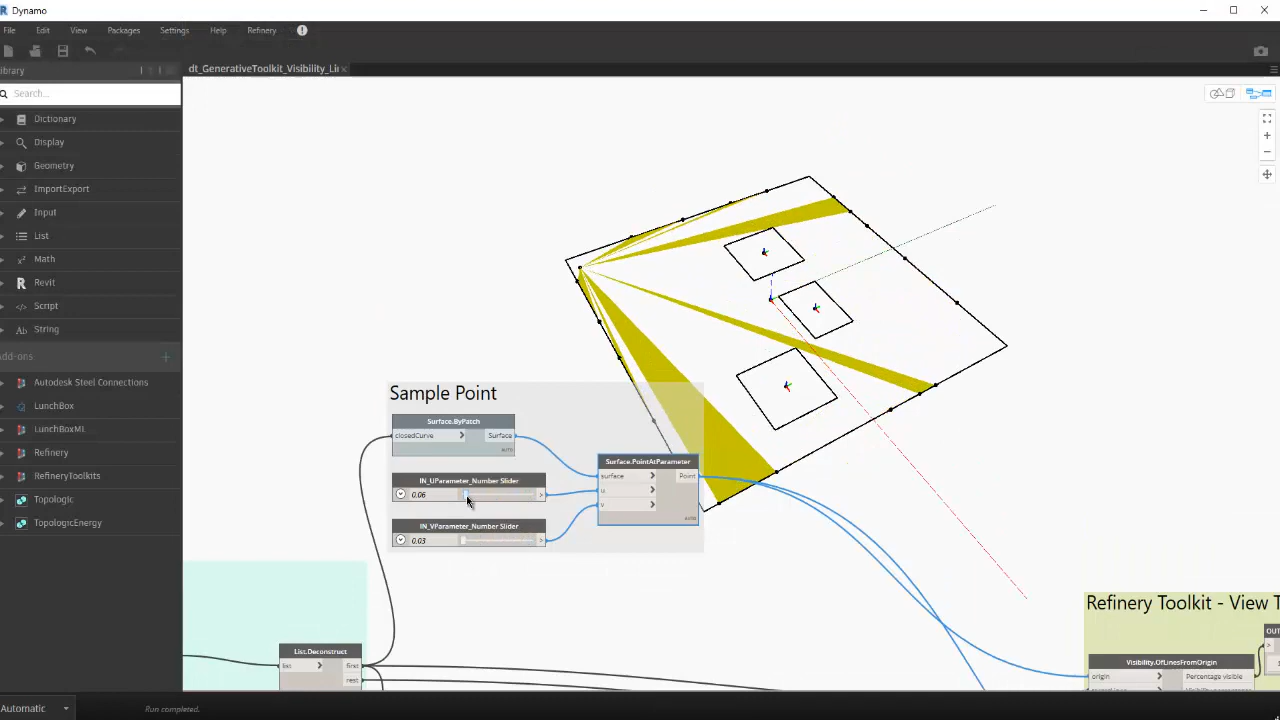 Dynamo
File Edit View Packages Settings Help Refinery
dt_GenerativeToolkit_Visibility_Li
Library
Search...
Dictionary
Display
Geometry
ImportExport
Input
List
Math
Revit
Script
String
Add-ons
Autodesk Steel Connections
LunchBox
LunchBoxML
Refinery
RefineryToolkits
Topologic
TopologicEnergy
Sample Point
Surface.ByPatch
closedCurve > Surface
AUTO
IN_UParameter_Number Slider
0.06 >
IN_VParameter_Number Slider
0.03 >
Surface.PointAtParameter
surface > Point
u >
v >
AUTO
List.Deconstruct
list > first
rest
Refinery Toolkit - View T
OUT
>
Visibility.OfLinesFromOrigin
origin > Percentage visible
Automatic
Run completed.